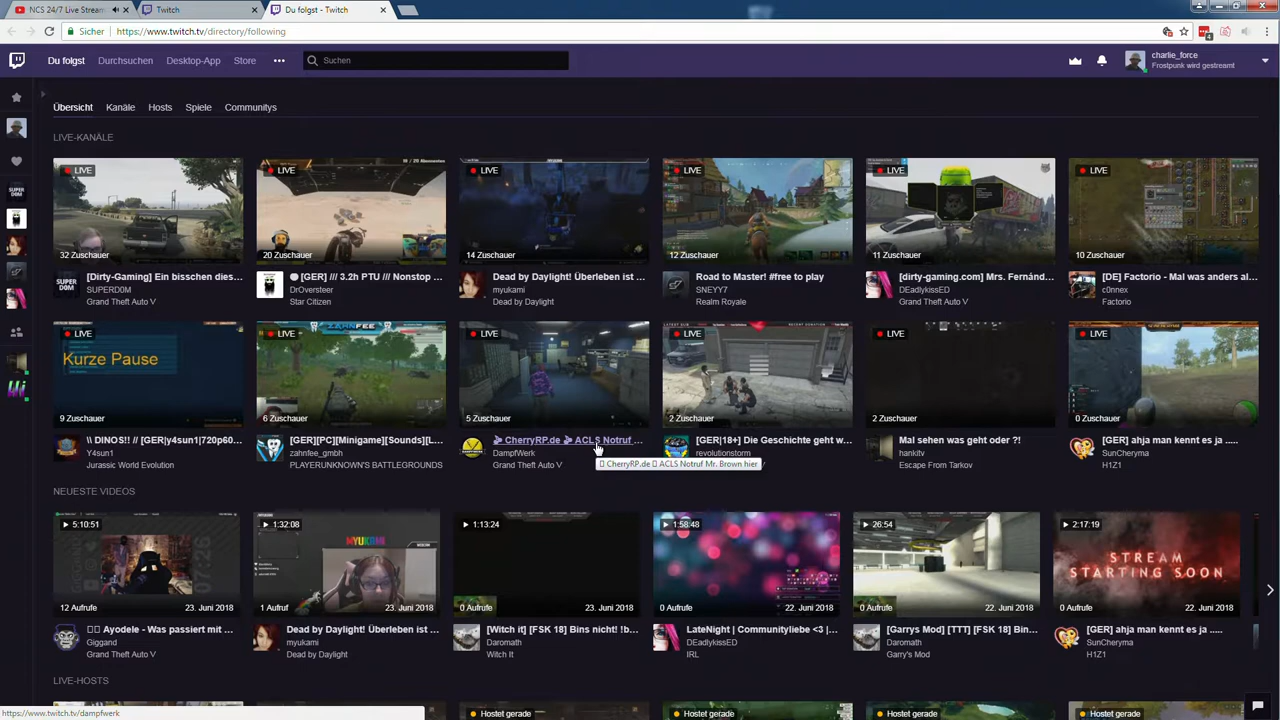 NCS 24/7 Live Stream
Twitch
Du folgst - Twitch
Sicher
https://www.twitch.tv/directory/following
Du folgst
Durchsuchen
Desktop-App
Store
Suchen
charlie_force
Frostpunk wird gestreamt
Übersicht
Kanäle
Hosts
Spiele
Communitys
LIVE-KANÄLE
LIVE
LIVE
LIVE
LIVE
LIVE
LIVE
32 Zuschauer
20 Zuschauer
14 Zuschauer
12 Zuschauer
11 Zuschauer
10 Zuschauer
SUPER
DOM
[Dirty-Gaming] Ein bisschen dies...
SUPERD0M
Grand Theft Auto V
[GER] /// 3.2h PTU /// Nonstop ...
DrOversteer
Star Citizen
Dead by Daylight! Überleben ist ...
myukami
Dead by Daylight
Road to Master! #free to play
SNEYY7
Realm Royale
[dirty-gaming.com] Mrs. Fernánd...
DEadlykissED
Grand Theft Auto V
[DE] Factorio - Mal was anders al...
c0nnex
Factorio
LIVE
LIVE
LIVE
LIVE
LIVE
LIVE
Kurze Pause
ZAHNFEE
9 Zuschauer
6 Zuschauer
5 Zuschauer
2 Zuschauer
2 Zuschauer
0 Zuschauer
\\ DINOS!! // [GER|y4sun1|720p60...
Y4sun1
Jurassic World Evolution
[GER][PC][Minigame][Sounds][L...
zahnfee_gmbh
PLAYERUNKNOWN'S BATTLEGROUNDS
CherryRP.de ACLS Notruf ...
DampfWerk
Grand Theft Auto V
[GER|18+] Die Geschichte geht w...
revolutionstorm
CherryRP.de ACLS Notruf Mr. Brown hier
Mal sehen was geht oder ?!
hankitv
Escape From Tarkov
[GER] ahja man kennt es ja .....
SunCheryma
H1Z1
NEUESTE VIDEOS
5:10:51
1:32:08
1:13:24
1:58:48
26:54
2:17:19
MYUKAMI
STREAM
STARTING SOON
12 Aufrufe
23. Juni 2018
1 Aufruf
23. Juni 2018
0 Aufrufe
23. Juni 2018
0 Aufrufe
22. Juni 2018
0 Aufrufe
22. Juni 2018
0 Aufrufe
22. Juni 2018
Ayodele - Was passiert mit ...
Giggand
Grand Theft Auto V
Dead by Daylight! Überleben ist ...
myukami
Dead by Daylight
[Witch it] [FSK 18] Bins nicht! !b...
Daromath
Witch It
LateNight | Communityliebe <3 | ...
DEadlykissED
IRL
[Garrys Mod] [TTT] [FSK 18] Bin...
Daromath
Garry's Mod
[GER] ahja man kennt es ja .....
SunCheryma
H1Z1
LIVE-HOSTS
Hostet gerade
Hostet gerade
Hostet gerade
Hostet gerade
https://www.twitch.tv/dampfwerk